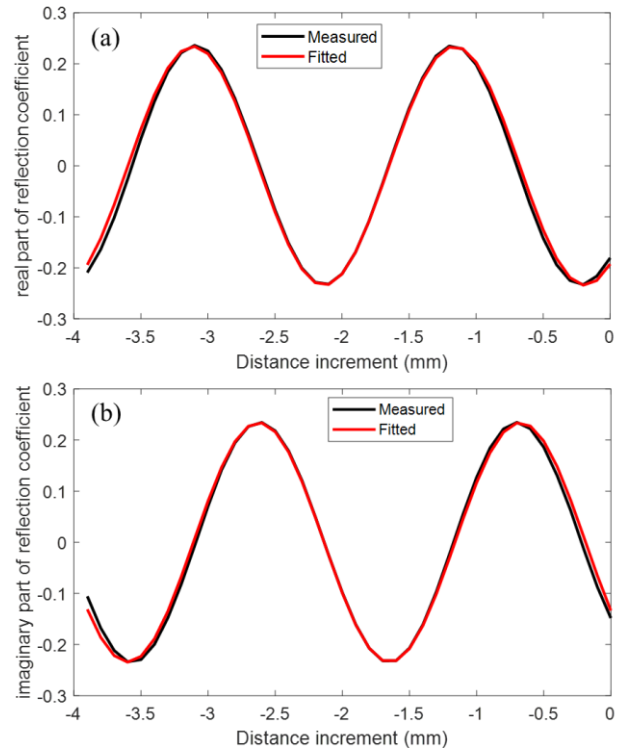 0.3
(a)
Measured
Fitted
0.2
0.1
0
-0.1
-0.2
-0.3
real part of reflection coefficient
-4 -3.5 -3 -2.5 -2 -1.5 -1 -0.5 0
Distance increment (mm)
0.3
(b)
Measured
Fitted
0.2
0.1
0
-0.1
-0.2
-0.3
imaginary part of reflection coefficient
-4 -3.5 -3 -2.5 -2 -1.5 -1 -0.5 0
Distance increment (mm)